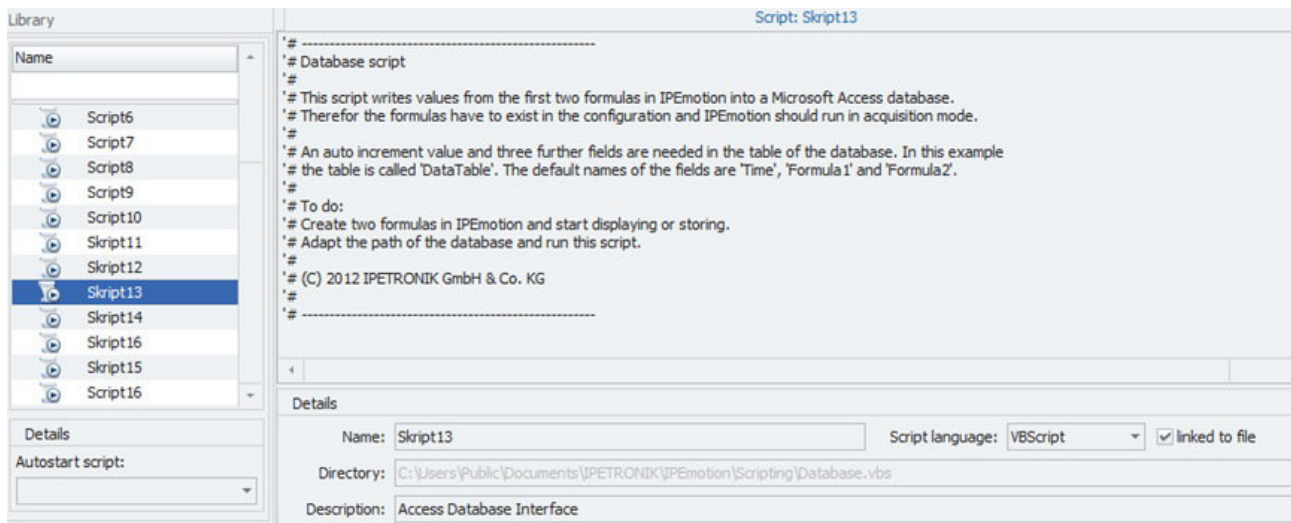 Library
Name
Script6
Script7
Script8
Script9
Script10
Skript11
Skript12
Skript13
Skript14
Skript16
Skript15
Script16
Details
Autostart script:
Script: Skript13
'# -------------------------------------------------------
'# Database script
'#
'# This script writes values from the first two formulas in IPEmotion into a Microsoft Access database.
'# Therefor the formulas have to exist in the configuration and IPEmotion should run in acquisition mode.
'#
'# An auto increment value and three further fields are needed in the table of the database. In this example
'# the table is called 'DataTable'. The default names of the fields are 'Time', 'Formula1' and 'Formula2'.
'#
'# To do:
'# Create two formulas in IPEmotion and start displaying or storing.
'# Adapt the path of the database and run this script.
'#
'# (C) 2012 IPETRONIK GmbH & Co. KG
'#
'# -------------------------------------------------------
Details
Name: Skript13 Script language: VBScript linked to file
Directory: C:\Users\Public\Documents\IPETRONIK\IPEmotion\Scripting\Database.vbs
Description: Access Database Interface